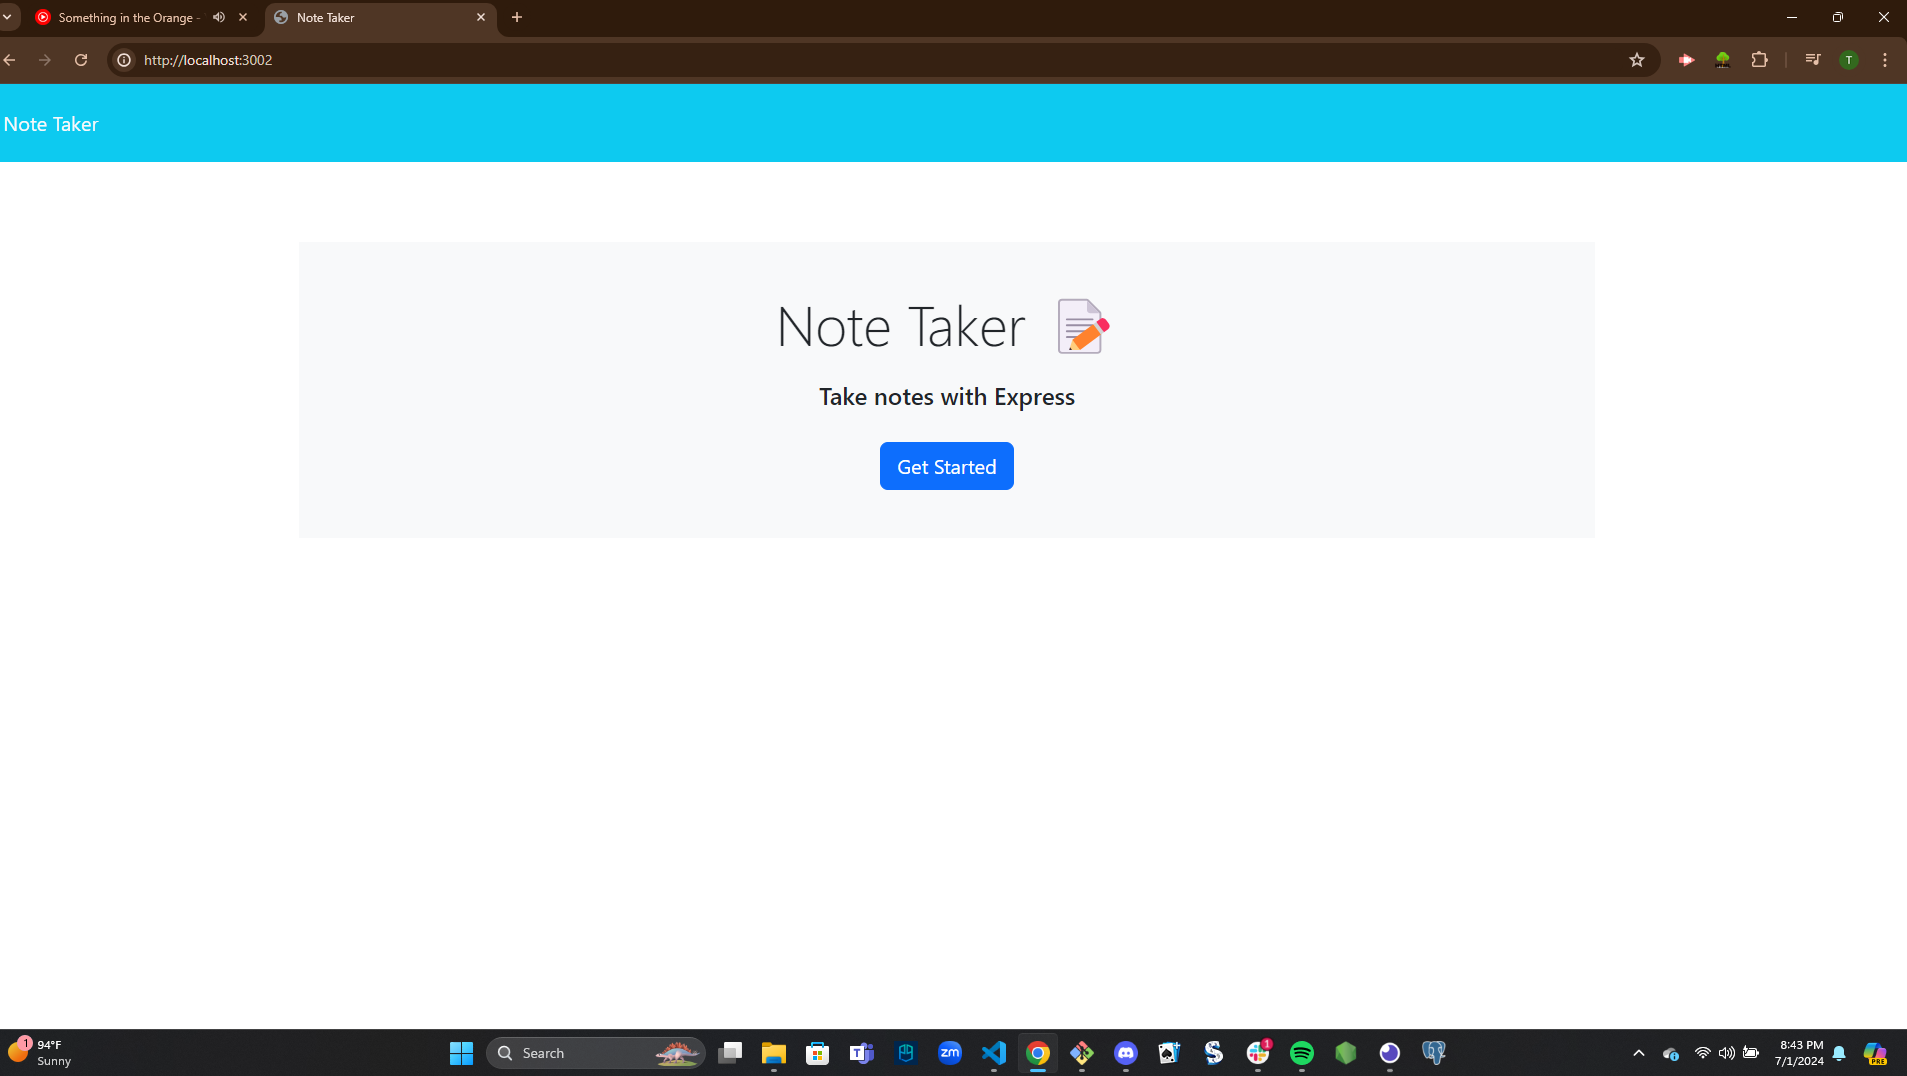 Something in the Orange -
Note Taker
http://localhost:3002
T
Note Taker
Note Taker
Take notes with Express
Get Started
1
94°F
Sunny
Search
T
zm
1
8:43 PM
7/1/2024
PRE